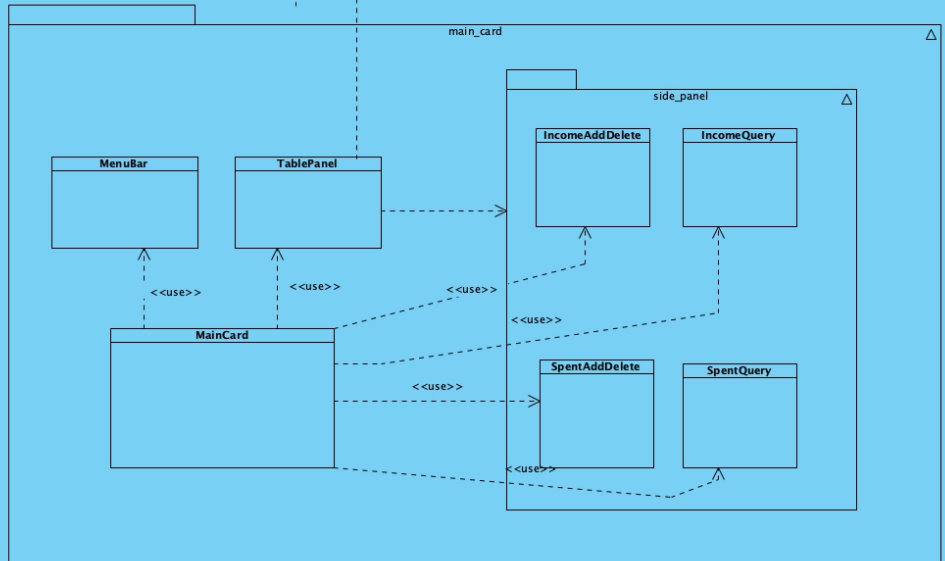 main_card
side_panel
IncomeAddDelete
IncomeQuery
MenuBar
TablePanel
<<use>>
<<use>>
<<use>>
<<use>>
MainCard
SpentAddDelete
SpentQuery
<<use>>
<<use>>